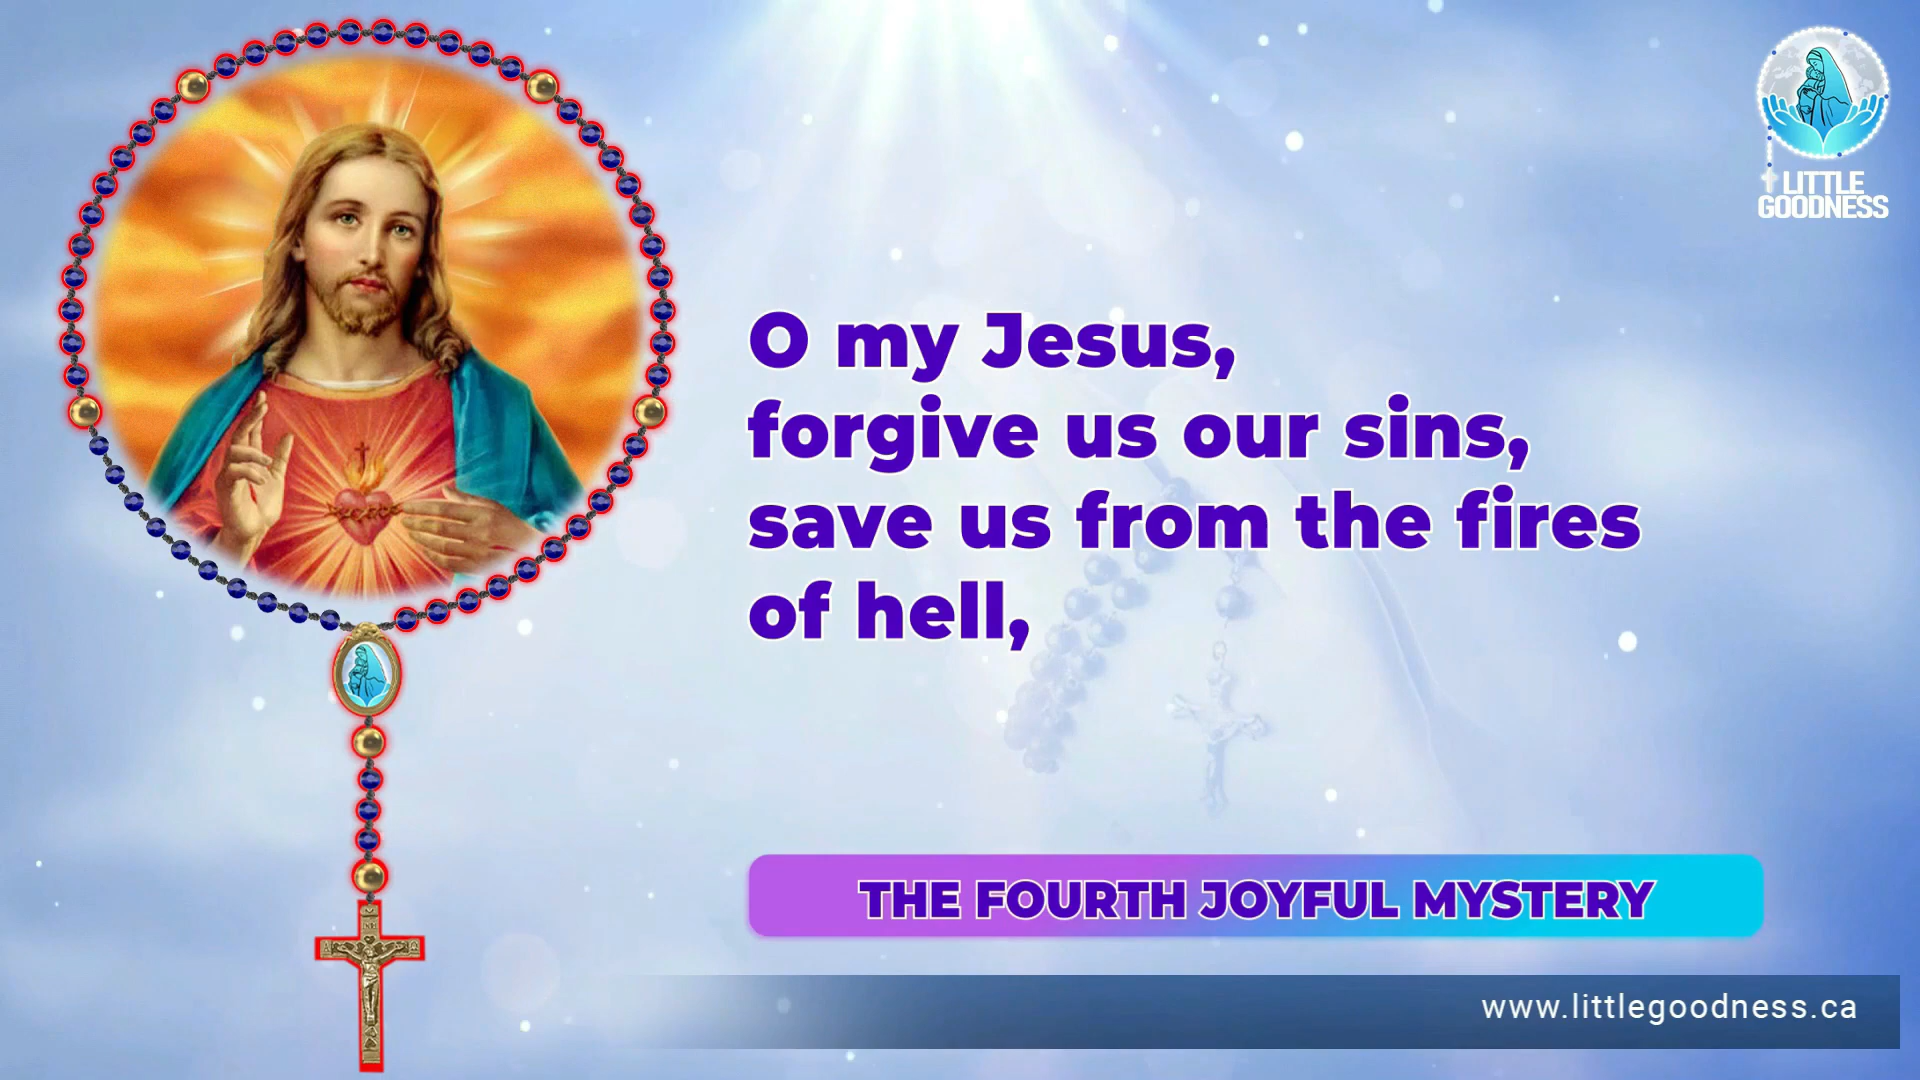 LITTLE
GOODNESS
O my Jesus,
forgive us our sins,
save us from the fires
of hell,
THE FOURTH JOYFUL MYSTERY
www.littlegoodness.ca